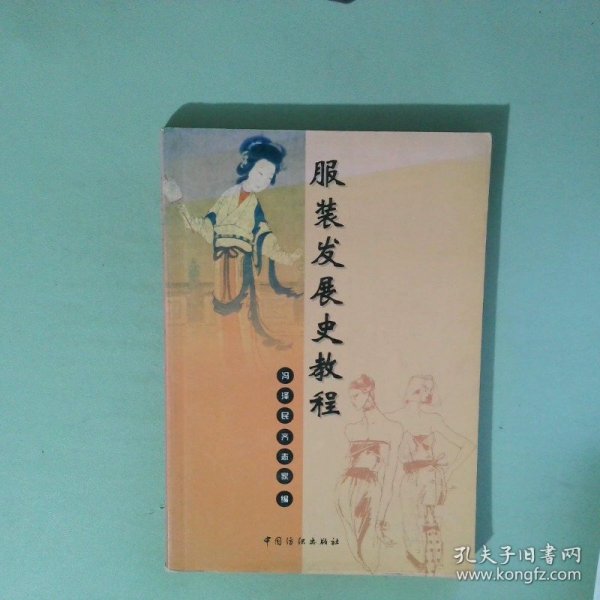 服装发展史教程
冯泽民 齐志家 编
中国纺织出版社
孔夫子旧书网
www.kongfz.com